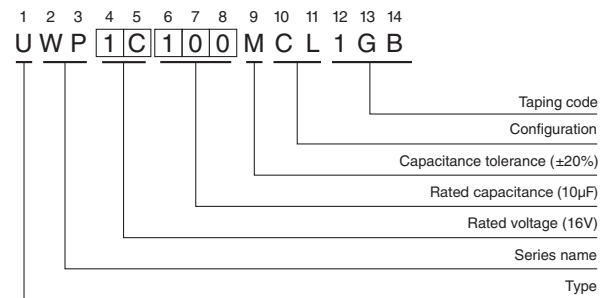 1 2 3 4 5 6 7 8 9 10 11 12 13 14
U W P 1 C 1 0 0 M C L 1 G B
Taping code
Configuration
Capacitance tolerance (±20%)
Rated capacitance (10µF)
Rated voltage (16V)
Series name
Type